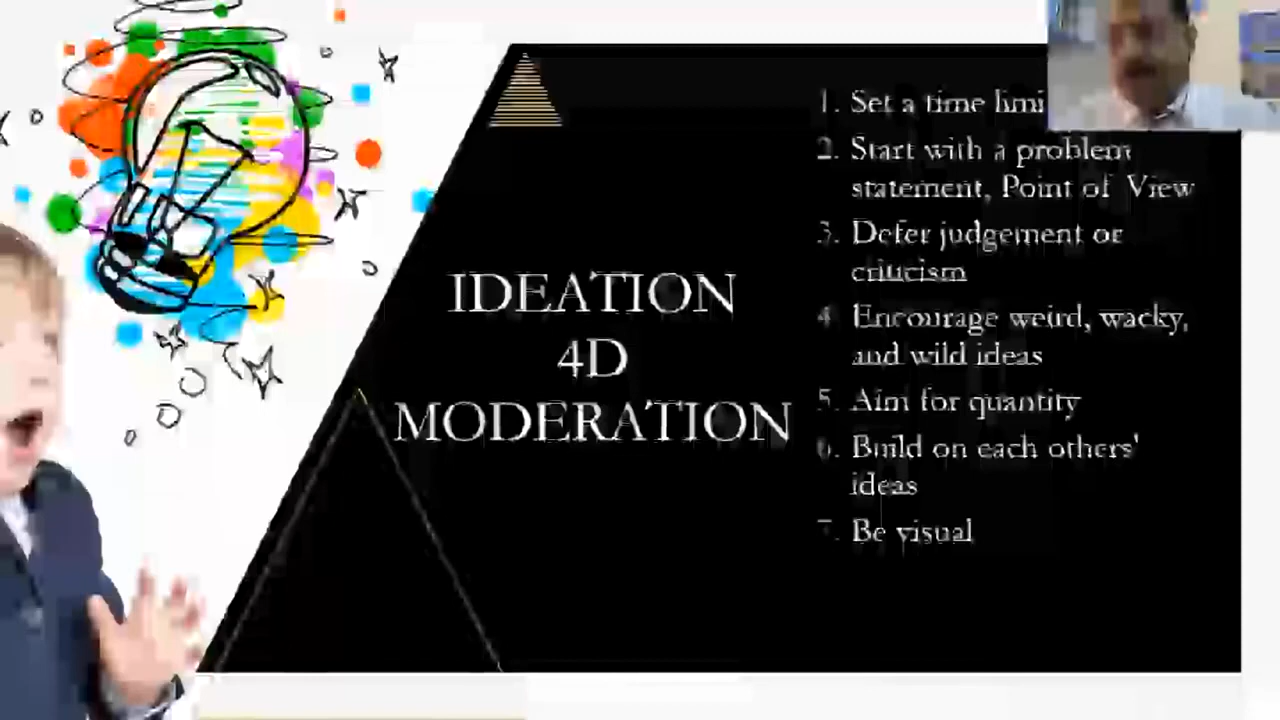 IDEATION
4D
MODERATION
1. Set a time limi
2. Start with a problem
statement, Point of View
3. Defer judgement or
criticism
4. Encourage weird, wacky,
and wild ideas
5. Aim for quantity
6. Build on each others'
ideas
7. Be visual